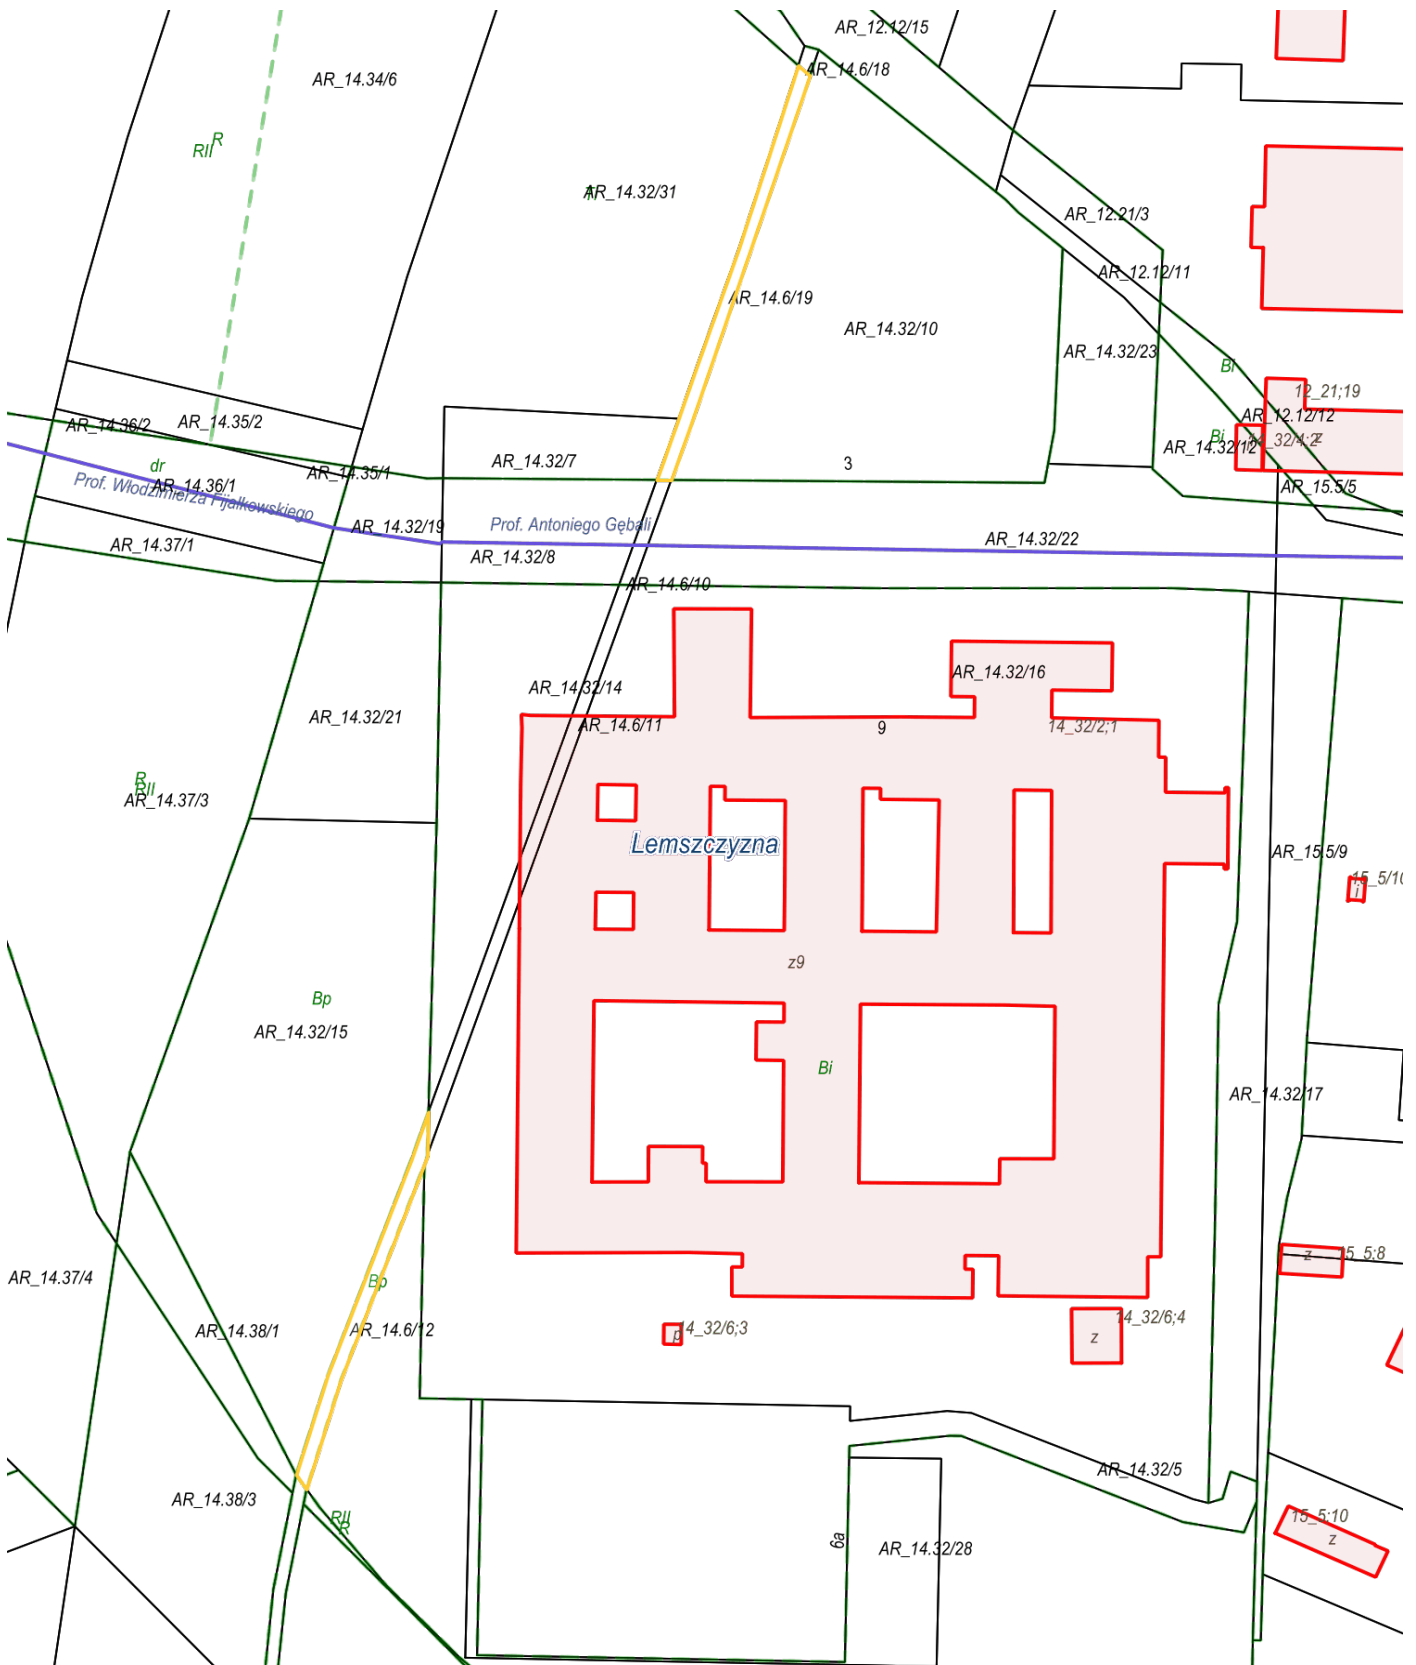 AR_12.12/15
AR_14.34/6
AR_14.6/18
R
RII
AR_14.32/31
AR_12.21/3
AR_12.12/11
AR_14.6/19
AR_14.32/10
AR_14.32/23
Bi
12_21;19
AR_14.36/2
AR_14.35/2
AR_12.12/12
Bi
z
AR_14.32/12
AR_14.32/7
3
dr
AR_14.35/1
AR_14.36/1
AR_15.5/5
Prof. Włodzimierza Fijałkowskiego
AR_14.32/19
Prof. Antoniego Gębali
AR_14.32/22
AR_14.37/1
AR_14.32/8
AR_14.6/10
AR_14.32/16
AR_14.32/14
AR_14.32/21
AR_14.6/11
9
14_32/2;1
R
RII
AR_14.37/3
Lemszczyzna
AR_15.5/9
15_5/10
i
z9
Bp
AR_14.32/15
Bi
AR_14.32/17
15_5;8
z
AR_14.37/4
Bp
AR_14.38/1
AR_14.6/12
14_32/6;3
p
14_32/6;4
z
AR_14.32/5
AR_14.38/3
RII
R
15_5;10
z
6a
AR_14.32/28